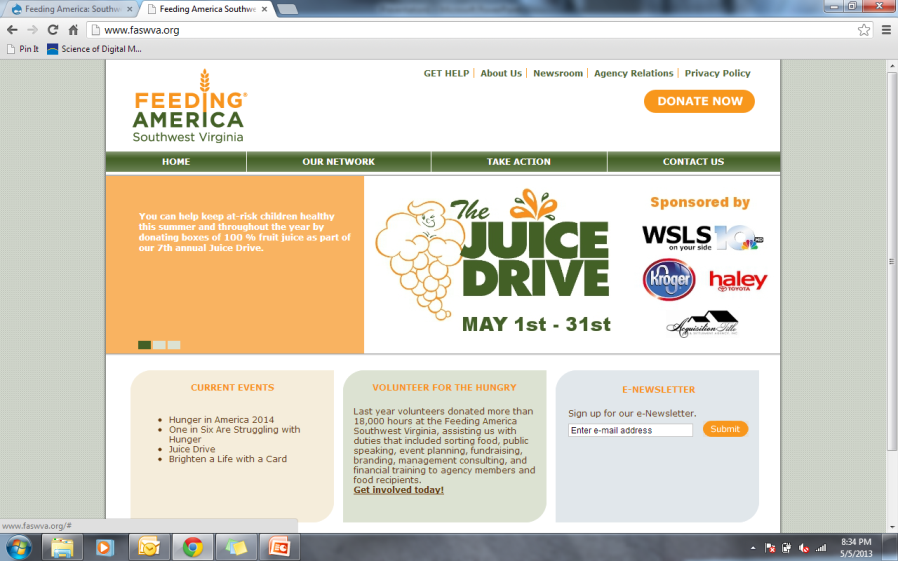 Feeding America: Southw
Feeding America Southwe
www.faswva.org
Pin It
Science of Digital M...
GET HELP | About Us | Newsroom | Agency Relations | Privacy Policy
FEEDING®
AMERICA
Southwest Virginia
DONATE NOW
HOME
OUR NETWORK
TAKE ACTION
CONTACT US
You can help keep at-risk children healthy
this summer and throughout the year by
donating boxes of 100 % fruit juice as part of
our 7th annual Juice Drive.
The
JUICE
DRIVE
MAY 1st - 31st
Sponsored by
WSLS 10 HD
on your side
Kroger
haley
TOYOTA
Acquisition Title
CURRENT EVENTS
• Hunger in America 2014
• One in Six Are Struggling with
Hunger
• Juice Drive
• Brighten a Life with a Card
VOLUNTEER FOR THE HUNGRY
Last year volunteers donated more than
18,000 hours at the Feeding America
Southwest Virginia, assisting us with
duties that included sorting food, public
speaking, event planning, fundraising,
branding, management consulting, and
financial training to agency members and
food recipients.
Get involved today!
E-NEWSLETTER
Sign up for our e-Newsletter.
Enter e-mail address
Submit
www.faswva.org/#
8:34 PM
5/5/2013